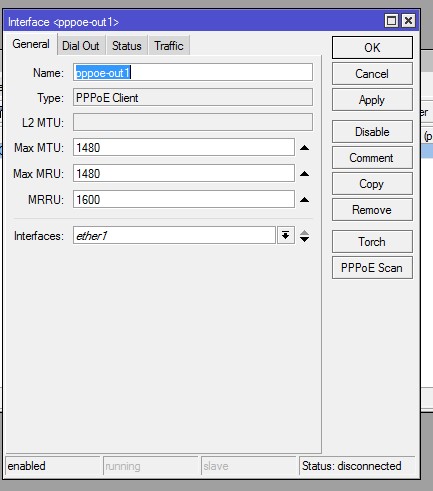 Interface <pppoe-out1>
General Dial Out Status Traffic
Name: pppoe-out1
Type: PPPoE Client
L2 MTU:
Max MTU: 1480
Max MRU: 1480
MRRU: 1600
Interfaces: ether1
OK
Cancel
Apply
Disable
Comment
Copy
Remove
Torch
PPPoE Scan
er
(p
enabled running slave Status: disconnected